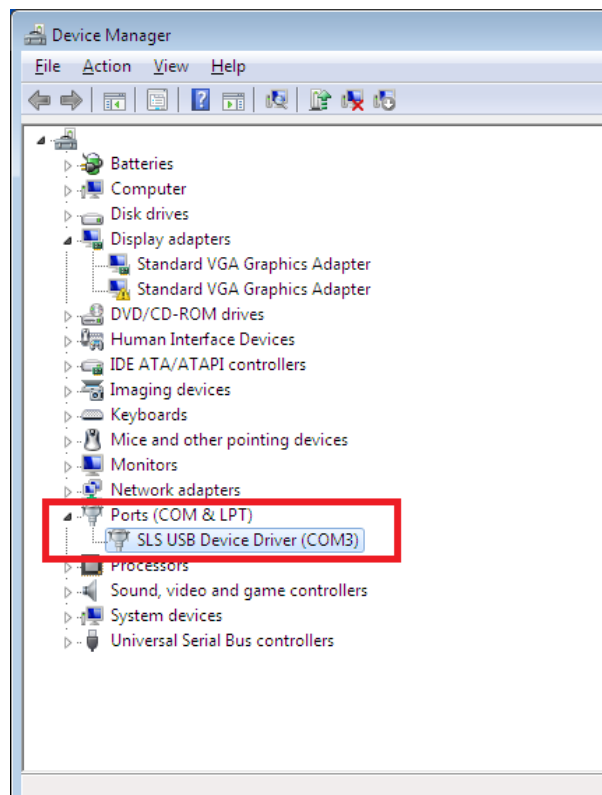 Device Manager
File Action View Help
Batteries
Computer
Disk drives
Display adapters
Standard VGA Graphics Adapter
Standard VGA Graphics Adapter
DVD/CD-ROM drives
Human Interface Devices
IDE ATA/ATAPI controllers
Imaging devices
Keyboards
Mice and other pointing devices
Monitors
Network adapters
Ports (COM & LPT)
SLS USB Device Driver (COM3)
Processors
Sound, video and game controllers
System devices
Universal Serial Bus controllers